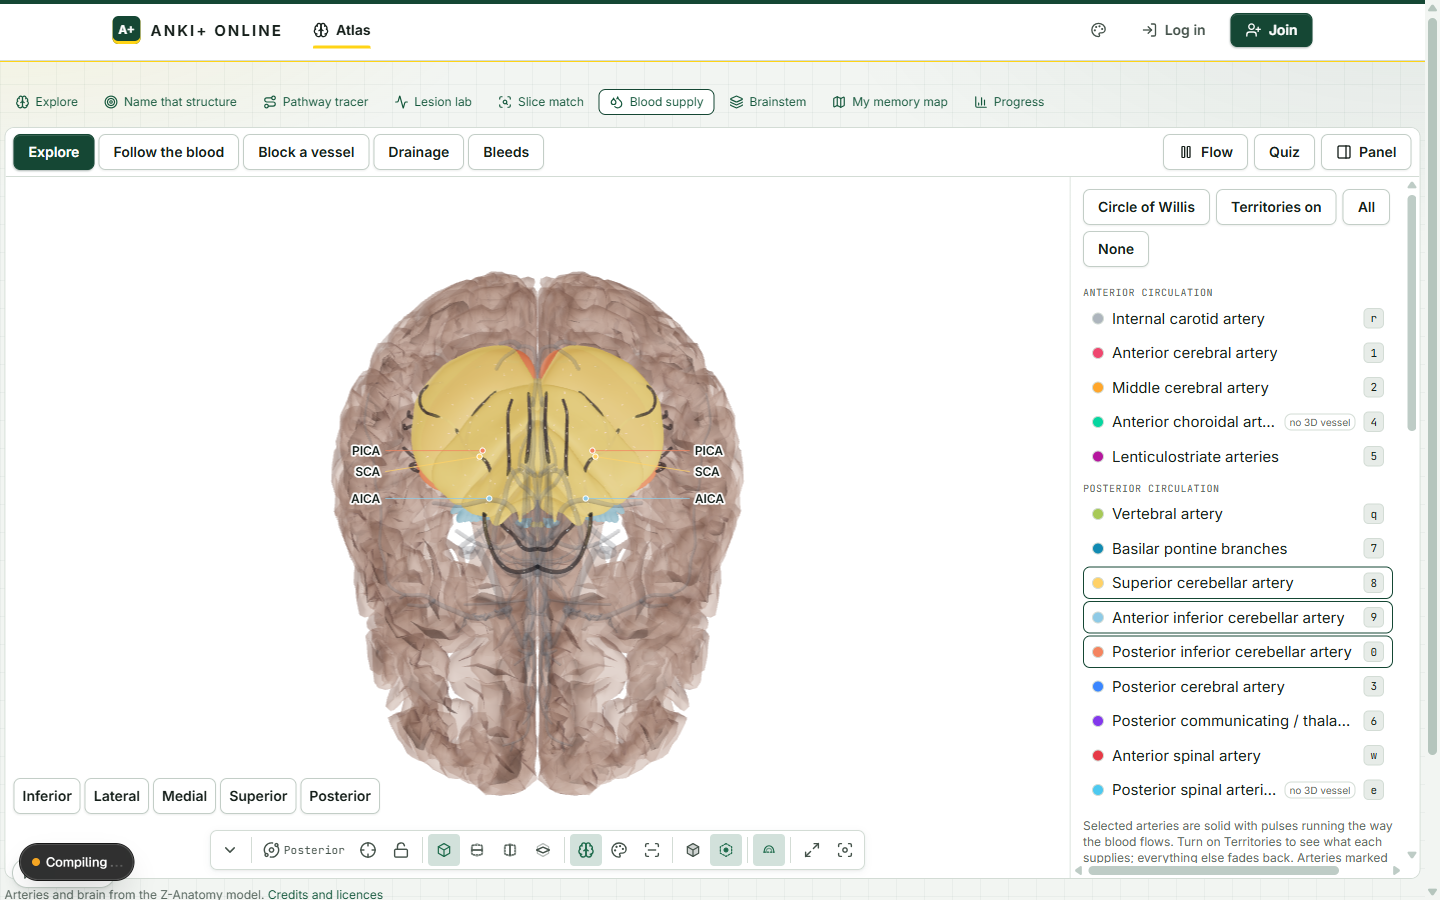 A+ ANKI+ ONLINE Atlas Log in Join
Explore Name that structure Pathway tracer Lesion lab Slice match Blood supply Brainstem My memory map Progress
Explore Follow the blood Block a vessel Drainage Bleeds Flow Quiz Panel
Circle of Willis Territories on All
None
ANTERIOR CIRCULATION
Internal carotid artery r
Anterior cerebral artery 1
Middle cerebral artery 2
Anterior choroidal art... no 3D vessel 4
Lenticulostriate arteries 5
POSTERIOR CIRCULATION
Vertebral artery q
Basilar pontine branches 7
Superior cerebellar artery 8
Anterior inferior cerebellar artery 9
Posterior inferior cerebellar artery 0
Posterior cerebral artery 3
Posterior communicating / thala... 6
Anterior spinal artery w
Posterior spinal arteri... no 3D vessel e
Selected arteries are solid with pulses running the way
the blood flows. Turn on Territories to see what each
supplies; everything else fades back. Arteries marked
PICA PICA
SCA SCA
AICA AICA
Inferior Lateral Medial Superior Posterior
Posterior
Compiling ...
Arteries and brain from the Z-Anatomy model. Credits and licences